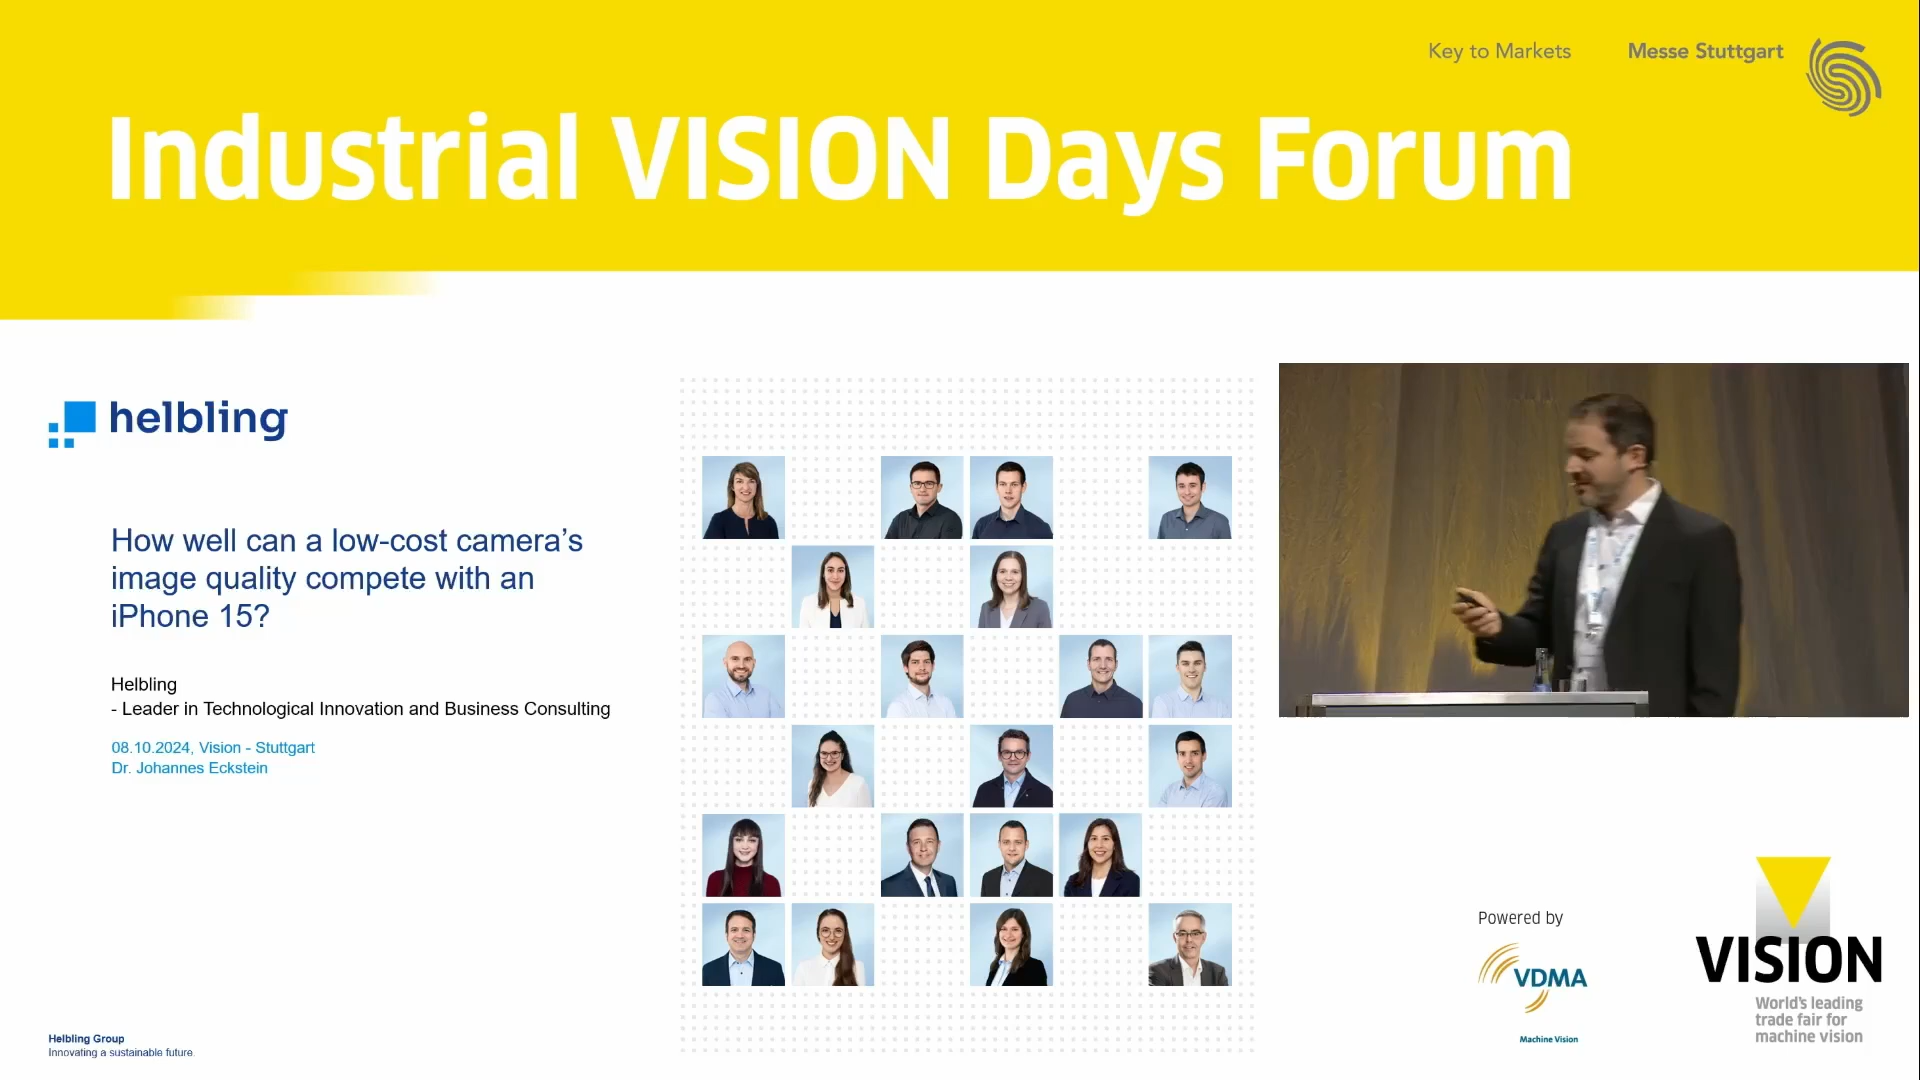 Key to Markets
Messe Stuttgart
Industrial VISION Days Forum
helbling
How well can a low-cost camera’s
image quality compete with an
iPhone 15?
Helbling
- Leader in Technological Innovation and Business Consulting
08.10.2024, Vision - Stuttgart
Dr. Johannes Eckstein
Helbling Group
Innovating a sustainable future.
Powered by
VDMA
Machine Vision
VISION
World's leading
trade fair for
machine vision